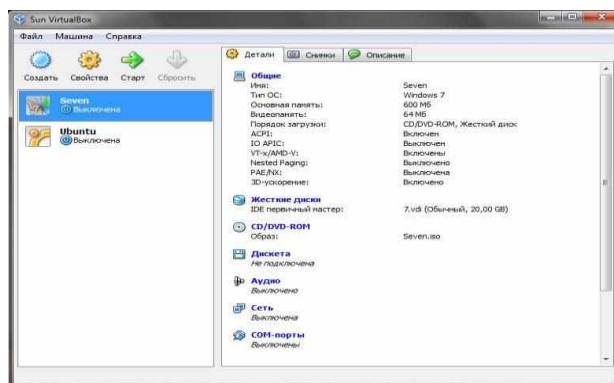 Sun VirtualBox
Файл Машина Справка
Создать Свойства Старт Сбросить
Seven
Выключена
Ubuntu
Выключена
Детали Снимки Описание
Общие
Имя: Seven
Тип ОС: Windows 7
Основная память: 600 Мб
Видеопамять: 64 Мб
Порядок загрузки: CD/DVD-ROM, Жесткий диск
ACPI: Включен
IO APIC: Выключен
VT-x/AMD-V: Включены
Nested Paging: Выключено
PAE/NX: Выключена
3D-ускорение: Включено
Жесткие диски
IDE первичный мастер: 7.vdi (Обычный, 20,00 GB)
CD/DVD-ROM
Образ: Seven.iso
Дискета
Не подключена
Аудио
Выключено
Сеть
Выключена
COM-порты
Выключены